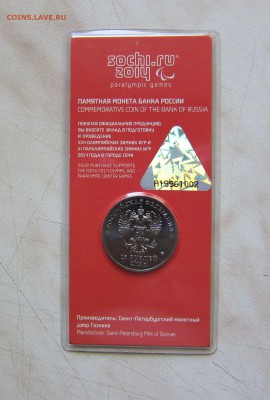 COINS.LAVE.RU
sochi.ru
2014
paralympic games
ПАМЯТНАЯ МОНЕТА БАНКА РОССИИ
COMMEMORATIVE COIN OF THE BANK OF RUSSIA
ПОКУПАЯ ОФИЦИАЛЬНУЮ ПРОДУКЦИЮ,
ВЫ ВНОСИТЕ ВКЛАД В ПОДГОТОВКУ
И ПРОВЕДЕНИЕ
XXII ОЛИМПИЙСКИХ ЗИМНИХ ИГР И
XI ПАРАЛИМПИЙСКИХ ЗИМНИХ ИГР
2014 ГОДА В ГОРОДЕ СОЧИ
YOUR PURCHASE SUPPORTS
THE SOCHI 2014 OLYMPIC AND
PARALYMPIC WINTER GAMES
РОССИЙСКАЯ ФЕДЕРАЦИЯ
25 РУБЛЕЙ
Производитель: Санкт-Петербургский монетный
двор Гознака
Manufacturer: Saint-Petersburg Mint of Goznak